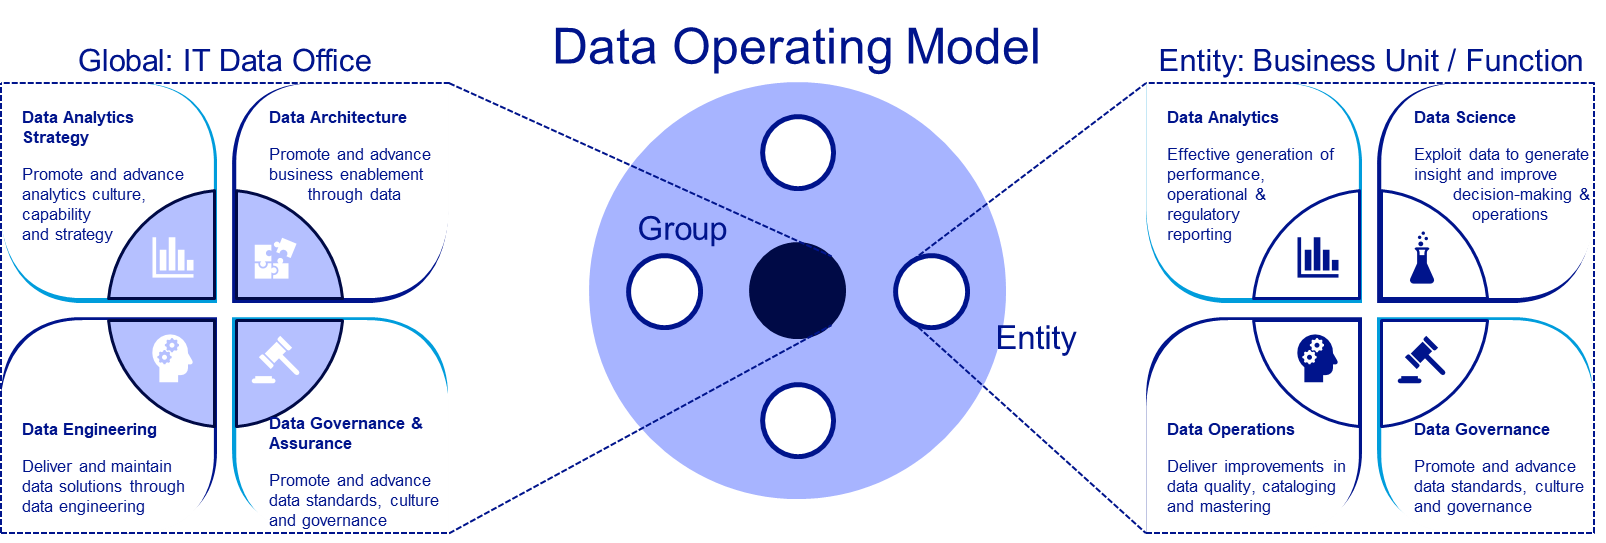 Data Operating Model
Global: IT Data Office
Data Analytics
Strategy
Promote and advance
analytics culture,
capability
and strategy
Data Architecture
Promote and advance
business enablement
through data
Data Engineering
Deliver and maintain
data solutions through
data engineering
Data Governance &
Assurance
Promote and advance
data standards, culture
and governance
Group
Entity
Entity: Business Unit / Function
Data Analytics
Effective generation of
performance,
operational &
regulatory
reporting
Data Science
Exploit data to generate
insight and improve
decision-making &
operations
Data Operations
Deliver improvements in
data quality, cataloging
and mastering
Data Governance
Promote and advance
data standards, culture
and governance